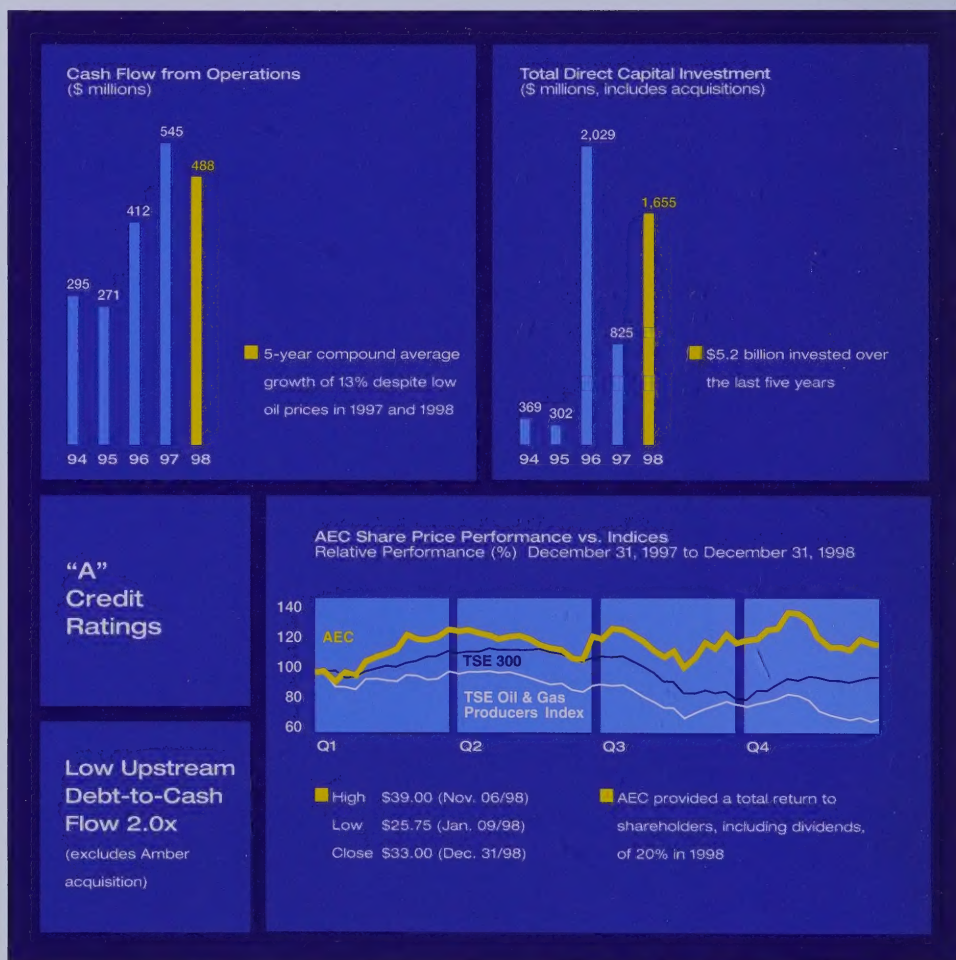 Cash Flow from Operations
($ millions)
545
488
412
295
271
94 95 96 97 98
5-year compound average
growth of 13% despite low
oil prices in 1997 and 1998
Total Direct Capital Investment
($ millions, includes acquisitions)
2,029
1,655
825
369
302
94 95 96 97 98
$5.2 billion invested over
the last five years
“A”
Credit
Ratings
Low Upstream
Debt-to-Cash
Flow 2.0x
(excludes Amber
acquisition)
AEC Share Price Performance vs. Indices
Relative Performance (%) December 31, 1997 to December 31, 1998
140
120
100
80
60
AEC
TSE 300
TSE Oil & Gas
Producers Index
Q1 Q2 Q3 Q4
High $39.00 (Nov. 06/98)
Low $25.75 (Jan. 09/98)
Close $33.00 (Dec. 31/98)
AEC provided a total return to
shareholders, including dividends,
of 20% in 1998